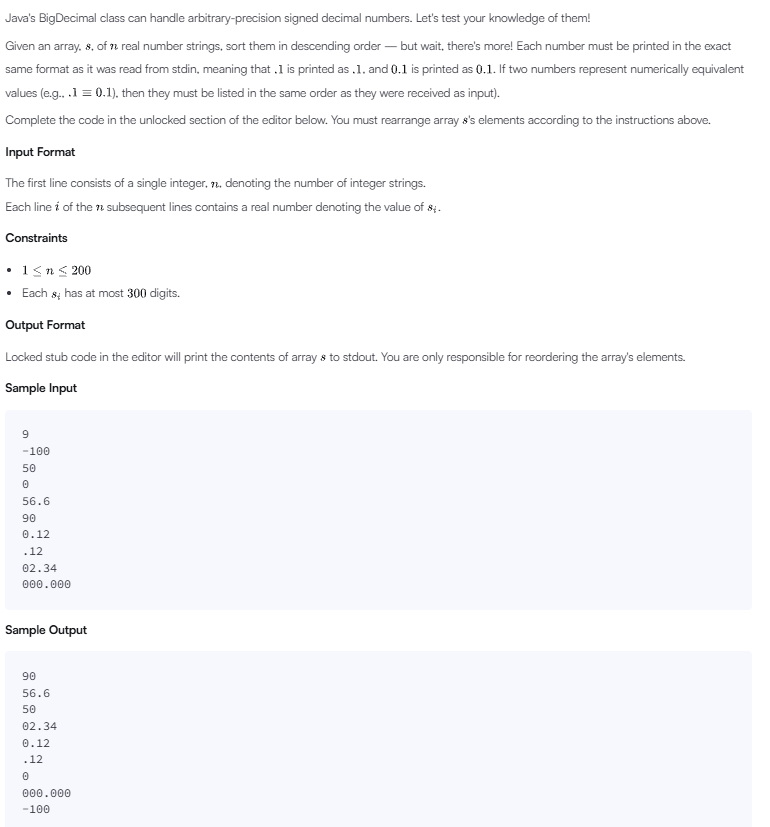 Java's BigDecimal class can handle arbitrary-precision signed decimal numbers. Let's test your knowledge of them!
Given an array, s, of n real number strings, sort them in descending order — but wait, there's more! Each number must be printed in the exact
same format as it was read from stdin, meaning that .1 is printed as .1, and 0.1 is printed as 0.1. If two numbers represent numerically equivalent
values (e.g., .1 ≡ 0.1), then they must be listed in the same order as they were received as input).
Complete the code in the unlocked section of the editor below. You must rearrange array s's elements according to the instructions above.
Input Format
The first line consists of a single integer, n, denoting the number of integer strings.
Each line i of the n subsequent lines contains a real number denoting the value of sᵢ.
Constraints
• 1 ≤ n ≤ 200
• Each sᵢ has at most 300 digits.
Output Format
Locked stub code in the editor will print the contents of array s to stdout. You are only responsible for reordering the array's elements.
Sample Input
9
-100
50
0
56.6
90
0.12
.12
02.34
000.000
Sample Output
90
56.6
50
02.34
0.12
.12
0
000.000
-100